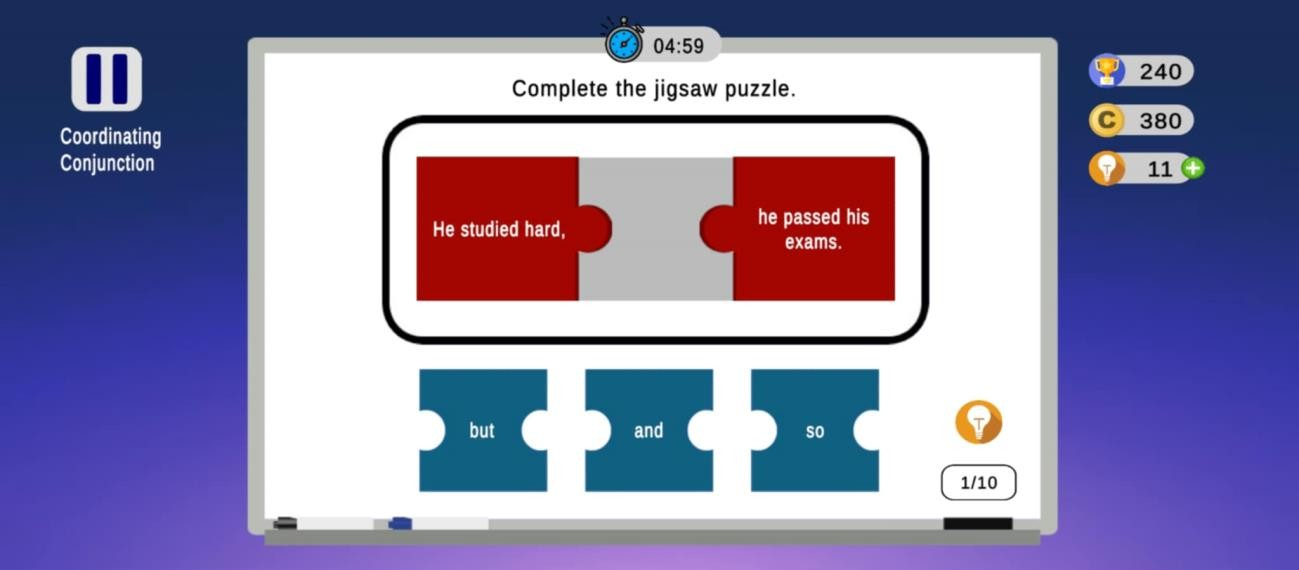 04:59
240
Complete the jigsaw puzzle.
C 380
Coordinating
Conjunction
11
He studied hard,
he passed his
exams.
but
and
so
1/10